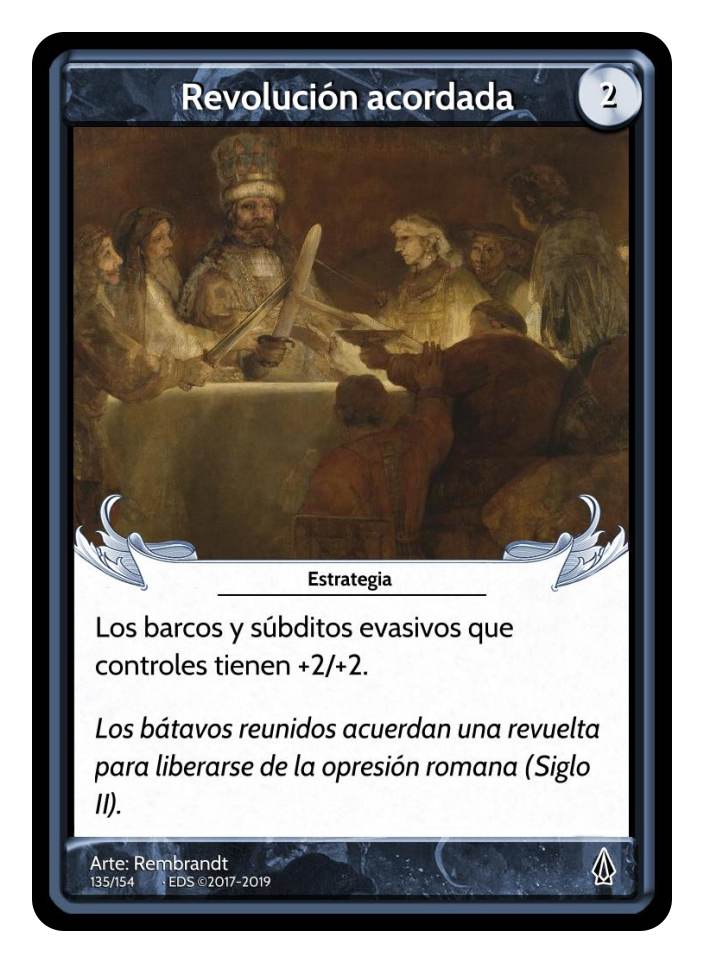 Revolución acordada
2
Estrategia
Los barcos y súbditos evasivos que
controles tienen +2/+2.
Los bátavos reunidos acuerdan una revuelta
para liberarse de la opresión romana (Siglo
II).
Arte: Rembrandt
135/154 · EDS ©2017-2019